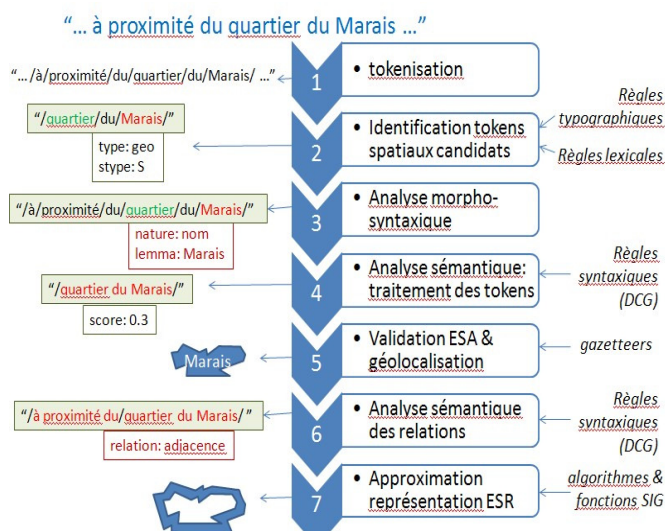 “... à proximité du quartier du Marais ...”
“.../à/proximité/du/quartier/du/Marais/ ...”
1
• tokenisation
Règles
typographiques
“/quartier/du/Marais/”
type: geo
stype: S
2
• Identification tokens
spatiaux candidats
Règles lexicales
“/à/proximité/du/quartier/du/Marais/”
nature: nom
lemma: Marais
3
• Analyse morpho-
syntaxique
“/quartier du Marais/”
score: 0.3
4
• Analyse sémantique:
traitement des tokens
Règles
syntaxiques
(DCG)
Marais
5
• Validation ESA &
géolocalisation
gazetteers
“/à proximité du/quartier du Marais/”
relation: adjacence
6
• Analyse sémantique
des relations
Règles
syntaxiques
(DCG)
7
• Approximation
représentation ESR
algorithmes &
fonctions SIG